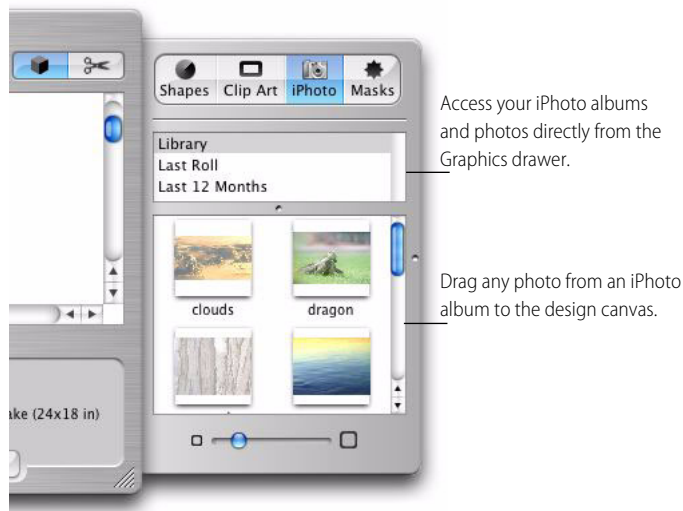 Shapes Clip Art iPhoto Masks
Library
Last Roll
Last 12 Months
clouds dragon
(24x18 in)
Access your iPhoto albums
and photos directly from the
Graphics drawer.
Drag any photo from an iPhoto
album to the design canvas.